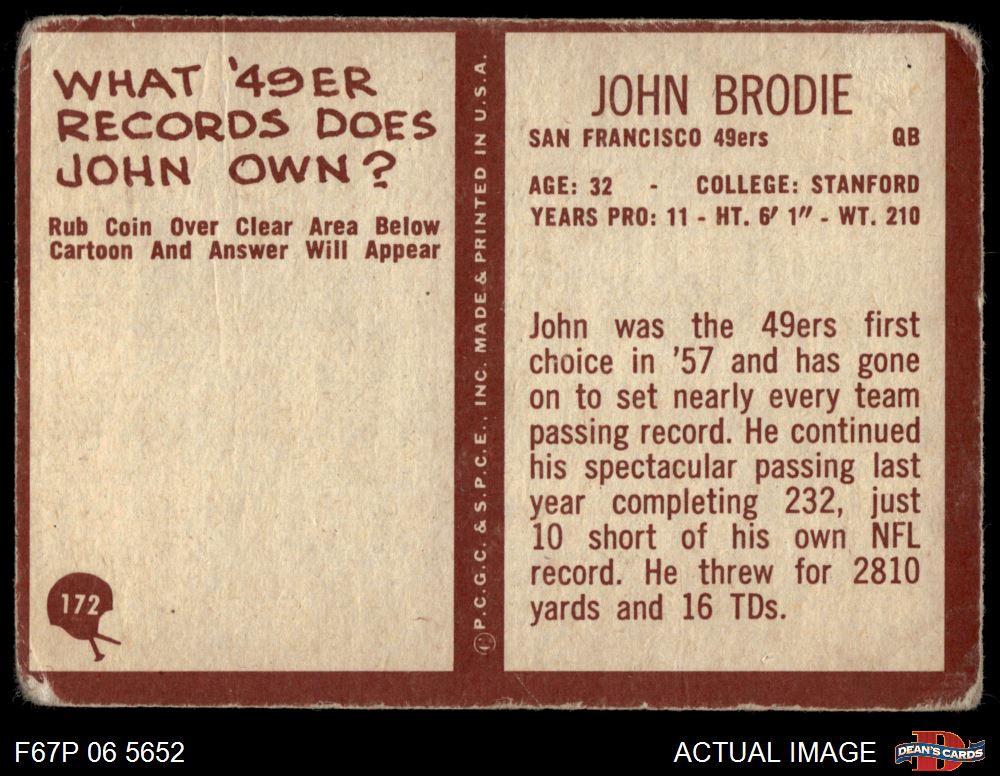 WHAT '49ER
RECORDS DOES
JOHN OWN?
Rub Coin Over Clear Area Below
Cartoon And Answer Will Appear
172
© P.C.G.C. & S.P.C.E., INC. MADE & PRINTED IN U.S.A.
JOHN BRODIE
SAN FRANCISCO 49ers QB
AGE: 32 - COLLEGE: STANFORD
YEARS PRO: 11 - HT. 6' 1" - WT. 210
John was the 49ers first
choice in '57 and has gone
on to set nearly every team
passing record. He continued
his spectacular passing last
year completing 232, just
10 short of his own NFL
record. He threw for 2810
yards and 16 TDs.
F67P 06 5652
ACTUAL IMAGE
DEAN'S CARDS